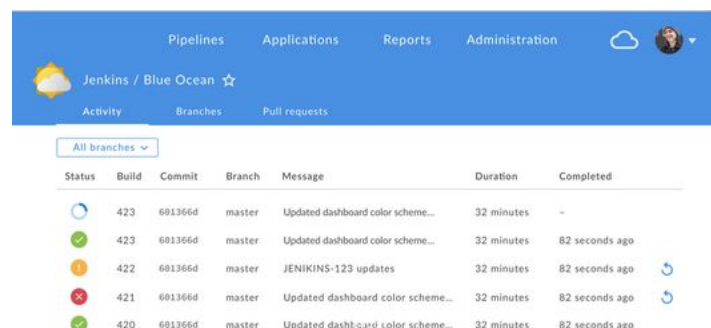 Pipelines Applications Reports Administration
Jenkins / Blue Ocean
Activity Branches Pull requests
All branches
Status Build Commit Branch Message Duration Completed
423 601366d master Updated dashboard color scheme... 32 minutes –
423 601366d master Updated dashboard color scheme... 32 minutes 82 seconds ago
422 601366d master JENIKINS-123 updates 32 minutes 82 seconds ago
421 601366d master Updated dashboard color scheme... 32 minutes 82 seconds ago
420 601366d master Updated dashboard color scheme... 32 minutes 82 seconds ago